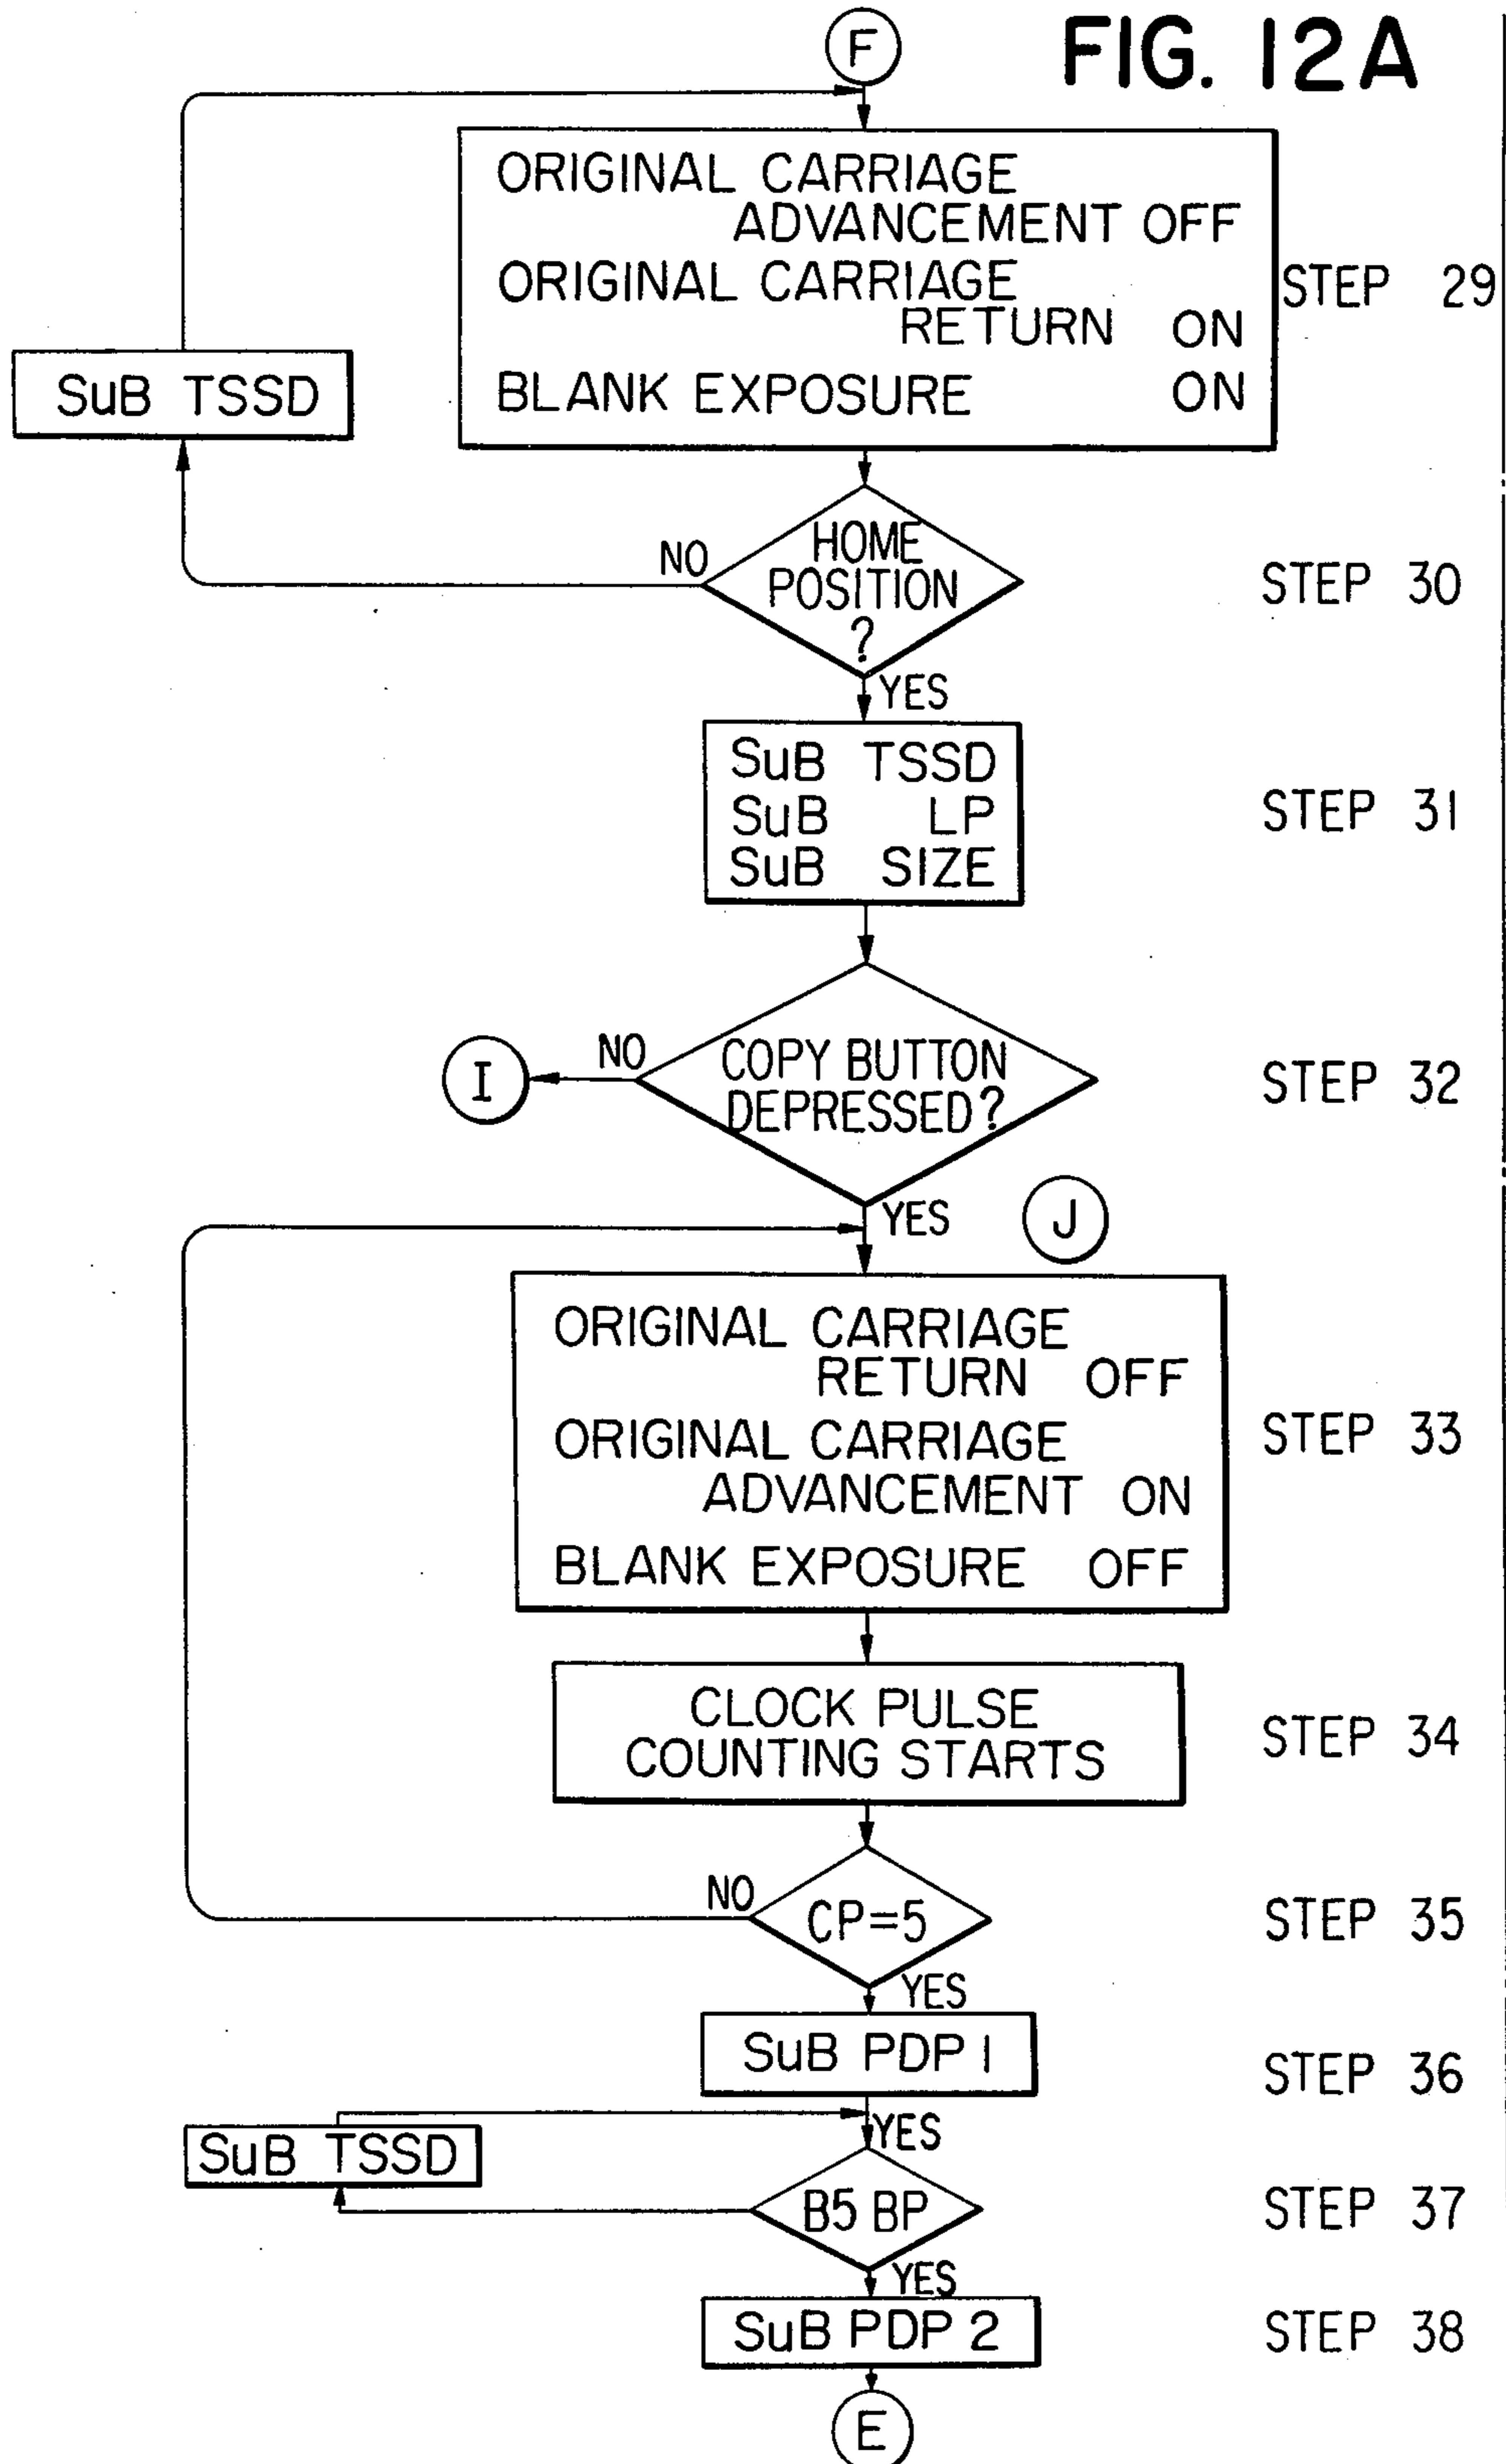 FIG. 12A
F
ORIGINAL CARRIAGE
ADVANCEMENT OFF
ORIGINAL CARRIAGE
RETURN ON
BLANK EXPOSURE ON
STEP 29
SuB TSSD
NO
HOME
POSITION
?
STEP 30
YES
SuB TSSD
SuB LP
SuB SIZE
STEP 31
I
NO
COPY BUTTON
DEPRESSED?
STEP 32
YES
J
ORIGINAL CARRIAGE
RETURN OFF
ORIGINAL CARRIAGE
ADVANCEMENT ON
BLANK EXPOSURE OFF
STEP 33
CLOCK PULSE
COUNTING STARTS
STEP 34
NO
CP=5
STEP 35
YES
SuB PDP 1
STEP 36
YES
SuB TSSD
B5 BP
STEP 37
YES
SuB PDP 2
STEP 38
E